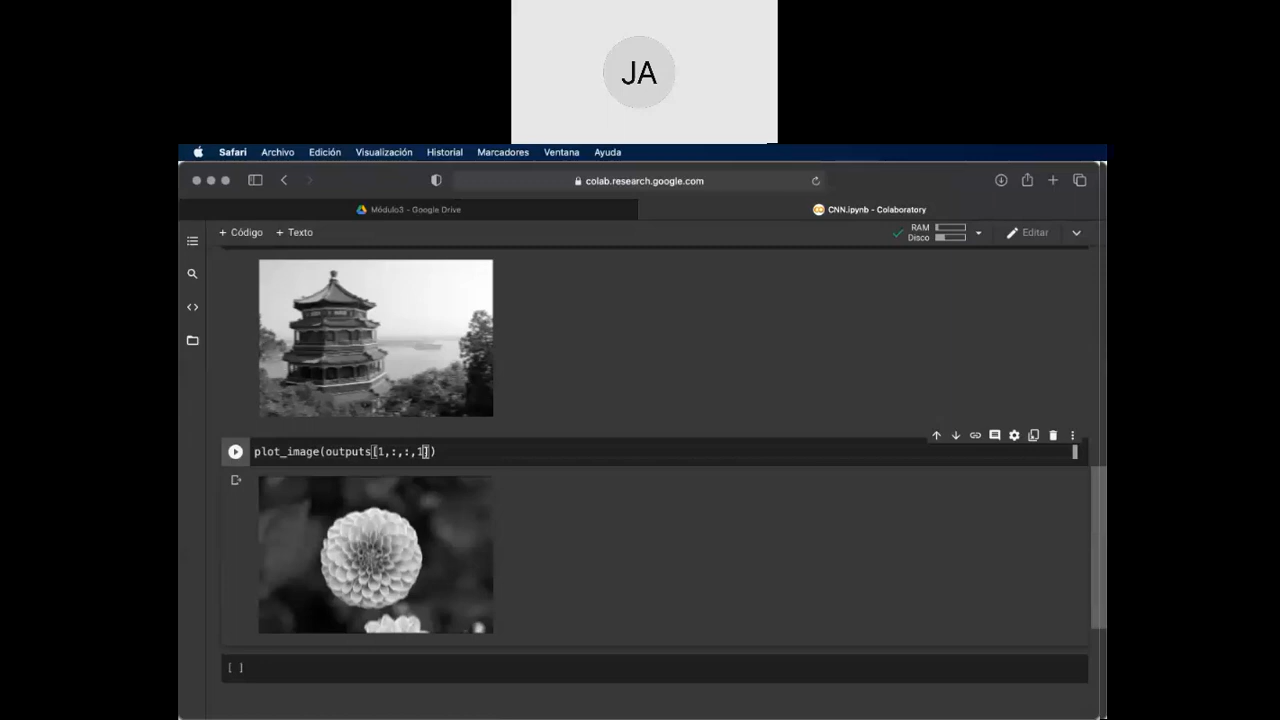 JA
Safari Archivo Edición Visualización Historial Marcadores Ventana Ayuda
colab.research.google.com
Módulo3 - Google Drive
CNN.ipynb - Colaboratory
+ Código + Texto
RAM
Disco
Editar
plot_image(outputs[1,:,:,1])
[ ]